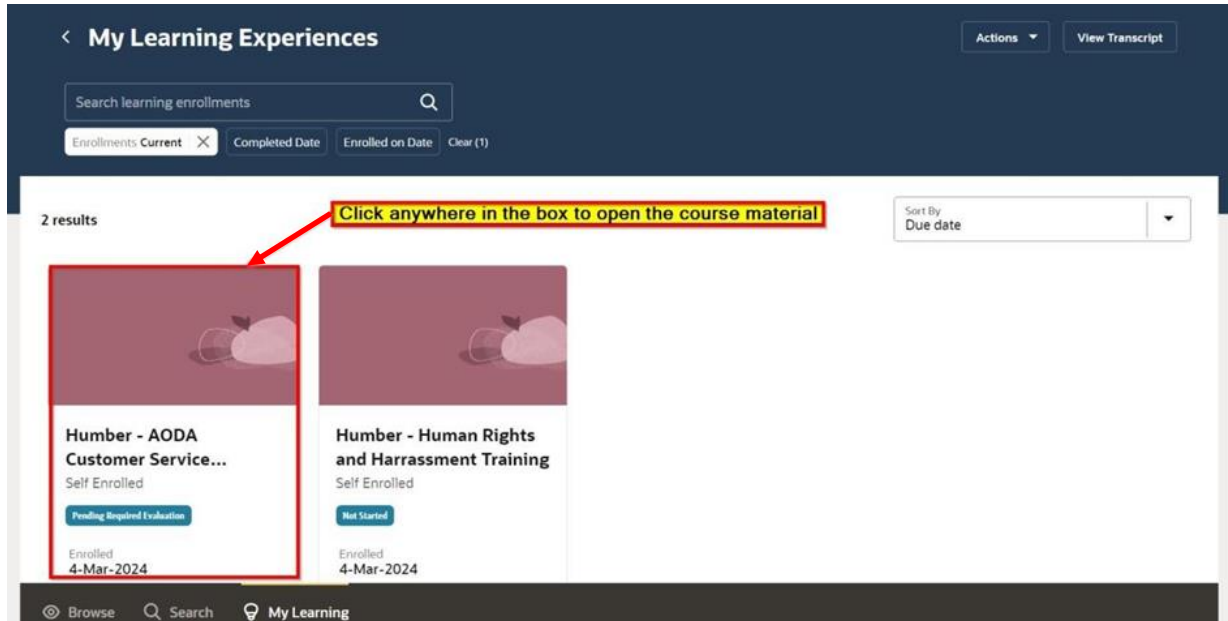 < My Learning Experiences
Actions
View Transcript
Search learning enrollments
Enrollments Current X Completed Date Enrolled on Date Clear (1)
2 results
Click anywhere in the box to open the course material
Sort By
Due date
Humber - AODA
Customer Service...
Self Enrolled
Pending Required Evaluation
Enrolled
4-Mar-2024
Humber - Human Rights
and Harrassment Training
Self Enrolled
Not Started
Enrolled
4-Mar-2024
Browse Search My Learning